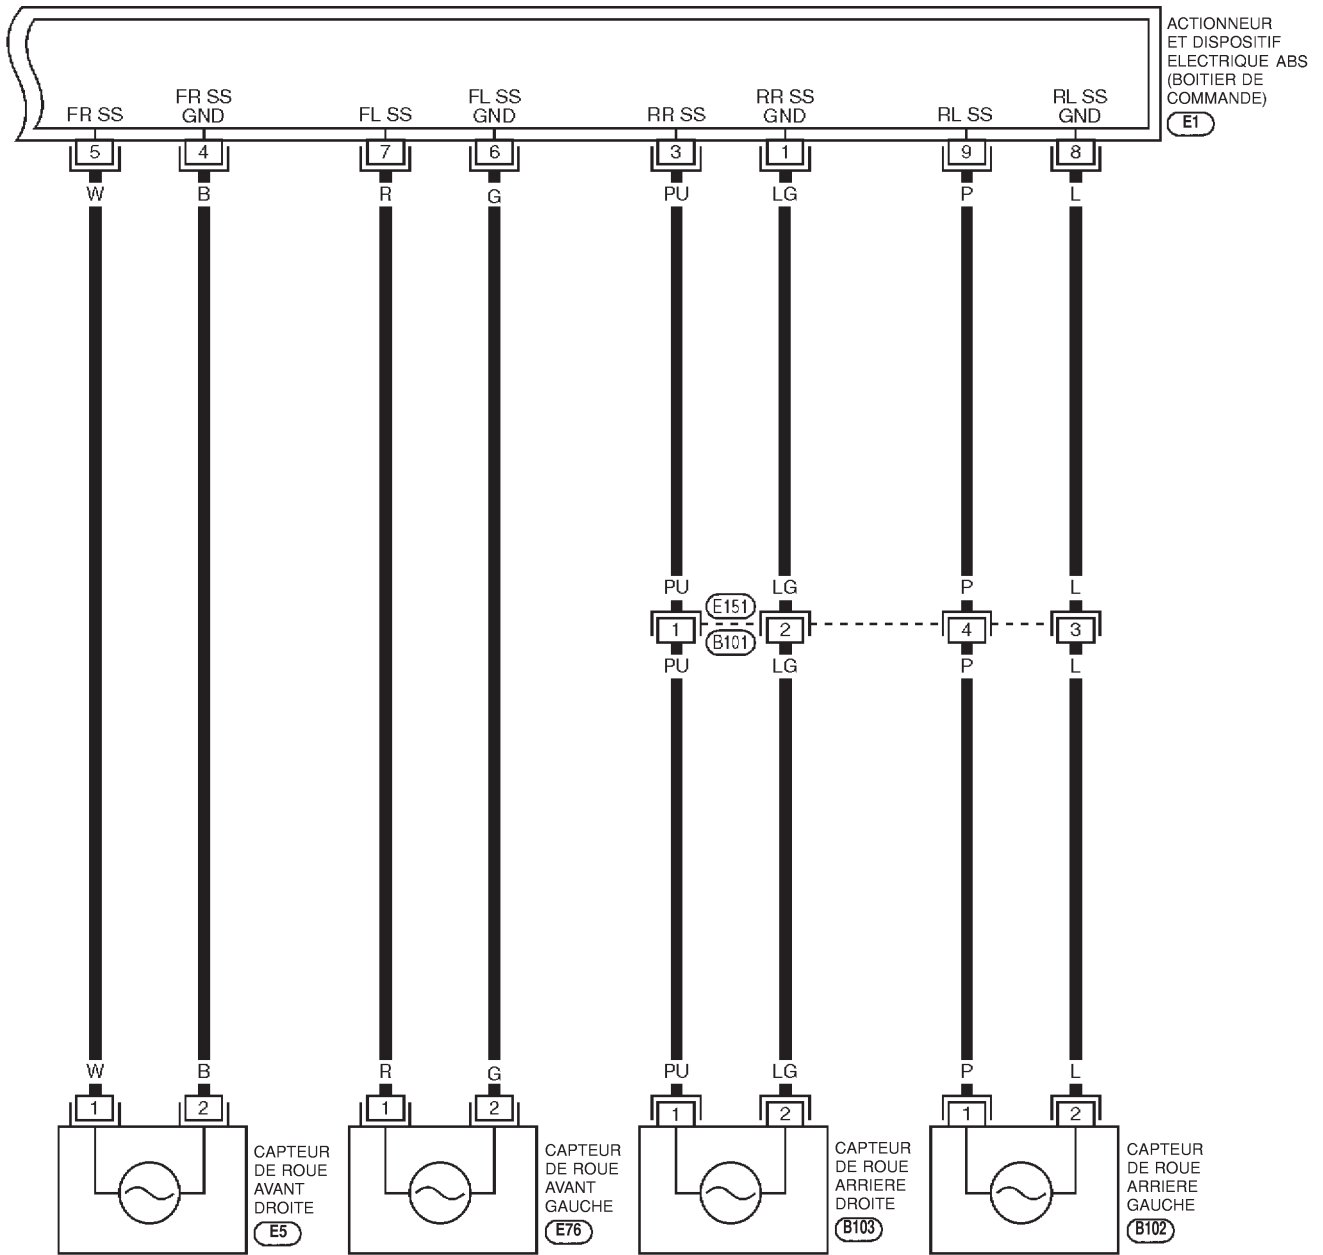 ACTIONNEUR
ET DISPOSITIF
ELECTRIQUE ABS
(BOITIER DE
COMMANDE)
E1
FR SS
FR SS
GND
FL SS
FL SS
GND
RR SS
RR SS
GND
RL SS
RL SS
GND
5 4 7 6 3 1 9 8
W B R G PU LG P L
PU LG P L
E151
1 2 4 3
B101
PU LG P L
W B R G PU LG P L
1 2 1 2 1 2 1 2
CAPTEUR
DE ROUE
AVANT
DROITE
E5
CAPTEUR
DE ROUE
AVANT
GAUCHE
E76
CAPTEUR
DE ROUE
ARRIERE
DROITE
B103
CAPTEUR
DE ROUE
ARRIERE
GAUCHE
B102